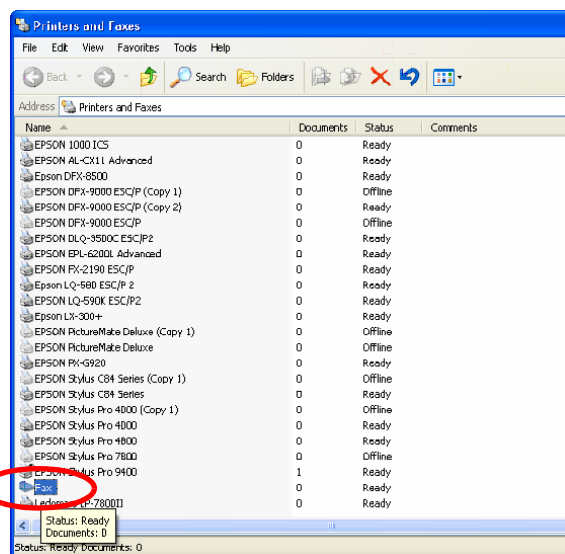 Printers and Faxes
File Edit View Favorites Tools Help
Back Search Folders
Address Printers and Faxes
Name Documents Status Comments
EPSON 1000 ICS 0 Ready
EPSON AL-CX11 Advanced 0 Ready
Epson DFX-8500 0 Ready
EPSON DFX-9000 ESC/P (Copy 1) 0 Offline
EPSON DFX-9000 ESC/P (Copy 2) 0 Ready
EPSON DFX-9000 ESC/P 0 Offline
EPSON DLQ-3500C ESC/P2 0 Ready
EPSON EPL-6200L Advanced 0 Ready
EPSON FX-2190 ESC/P 0 Ready
Epson LQ-580 ESC/P 2 0 Ready
EPSON LQ-590K ESC/P2 0 Ready
Epson LX-300+ 0 Ready
EPSON PictureMate Deluxe (Copy 1) 0 Offline
EPSON PictureMate Deluxe 0 Offline
EPSON PX-G920 0 Ready
EPSON Stylus C84 Series (Copy 1) 0 Offline
EPSON Stylus C84 Series 0 Ready
EPSON Stylus Pro 4000 (Copy 1) 0 Offline
EPSON Stylus Pro 4000 0 Ready
EPSON Stylus Pro 4800 0 Ready
EPSON Stylus Pro 7800 0 Offline
EPSON Stylus Pro 9400 1 Ready
Fax 0 Ready
LP-7800II 0 Ready
Status: Ready
Documents: 0
Status: Ready Documents: 0